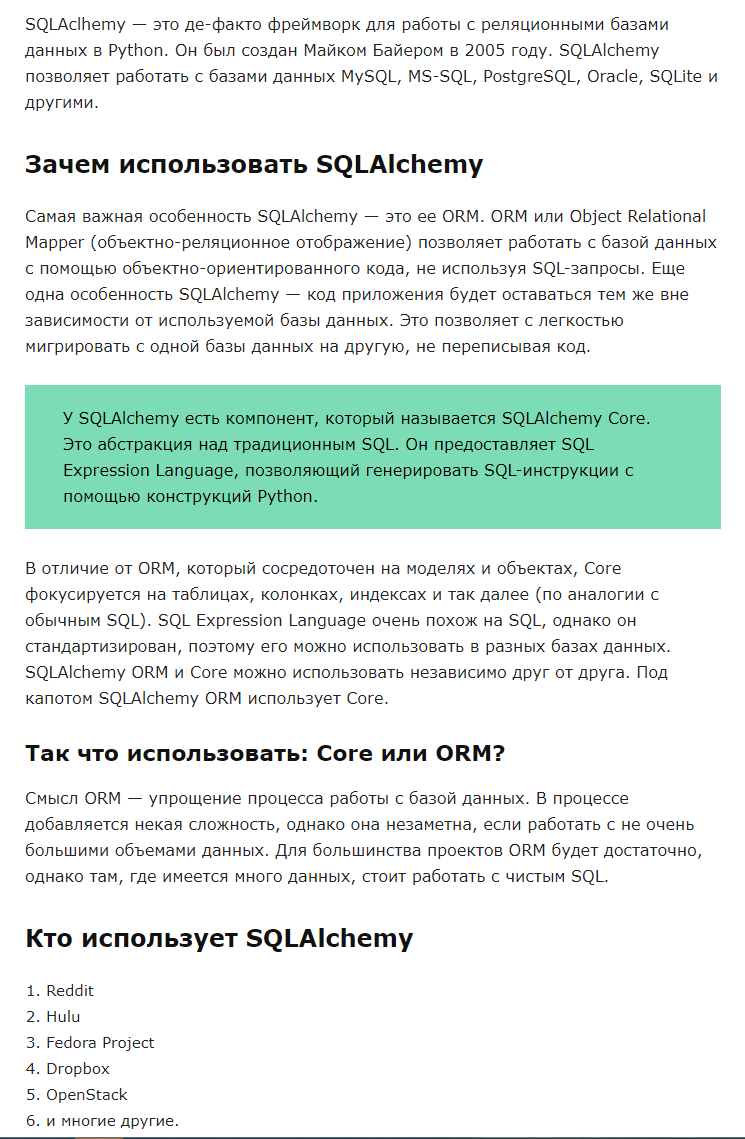 SQLAclhemy — это де-факто фреймворк для работы с реляционными базами
данных в Python. Он был создан Майком Байером в 2005 году. SQLAlchemy
позволяет работать с базами данных MySQL, MS-SQL, PostgreSQL, Oracle, SQLite и
другими.
Зачем использовать SQLAlchemy
Самая важная особенность SQLAlchemy — это ее ORM. ORM или Object Relational
Mapper (объектно-реляционное отображение) позволяет работать с базой данных
с помощью объектно-ориентированного кода, не используя SQL-запросы. Еще
одна особенность SQLAlchemy — код приложения будет оставаться тем же вне
зависимости от используемой базы данных. Это позволяет с легкостью
мигрировать с одной базы данных на другую, не переписывая код.
У SQLAlchemy есть компонент, который называется SQLAlchemy Core.
Это абстракция над традиционным SQL. Он предоставляет SQL
Expression Language, позволяющий генерировать SQL-инструкции с
помощью конструкций Python.
В отличие от ORM, который сосредоточен на моделях и объектах, Core
фокусируется на таблицах, колонках, индексах и так далее (по аналогии с
обычным SQL). SQL Expression Language очень похож на SQL, однако он
стандартизирован, поэтому его можно использовать в разных базах данных.
SQLAlchemy ORM и Core можно использовать независимо друг от друга. Под
капотом SQLAlchemy ORM использует Core.
Так что использовать: Core или ORM?
Смысл ORM — упрощение процесса работы с базой данных. В процессе
добавляется некая сложность, однако она незаметна, если работать с не очень
большими объемами данных. Для большинства проектов ORM будет достаточно,
однако там, где имеется много данных, стоит работать с чистым SQL.
Кто использует SQLAlchemy
1. Reddit
2. Hulu
3. Fedora Project
4. Dropbox
5. OpenStack
6. и многие другие.